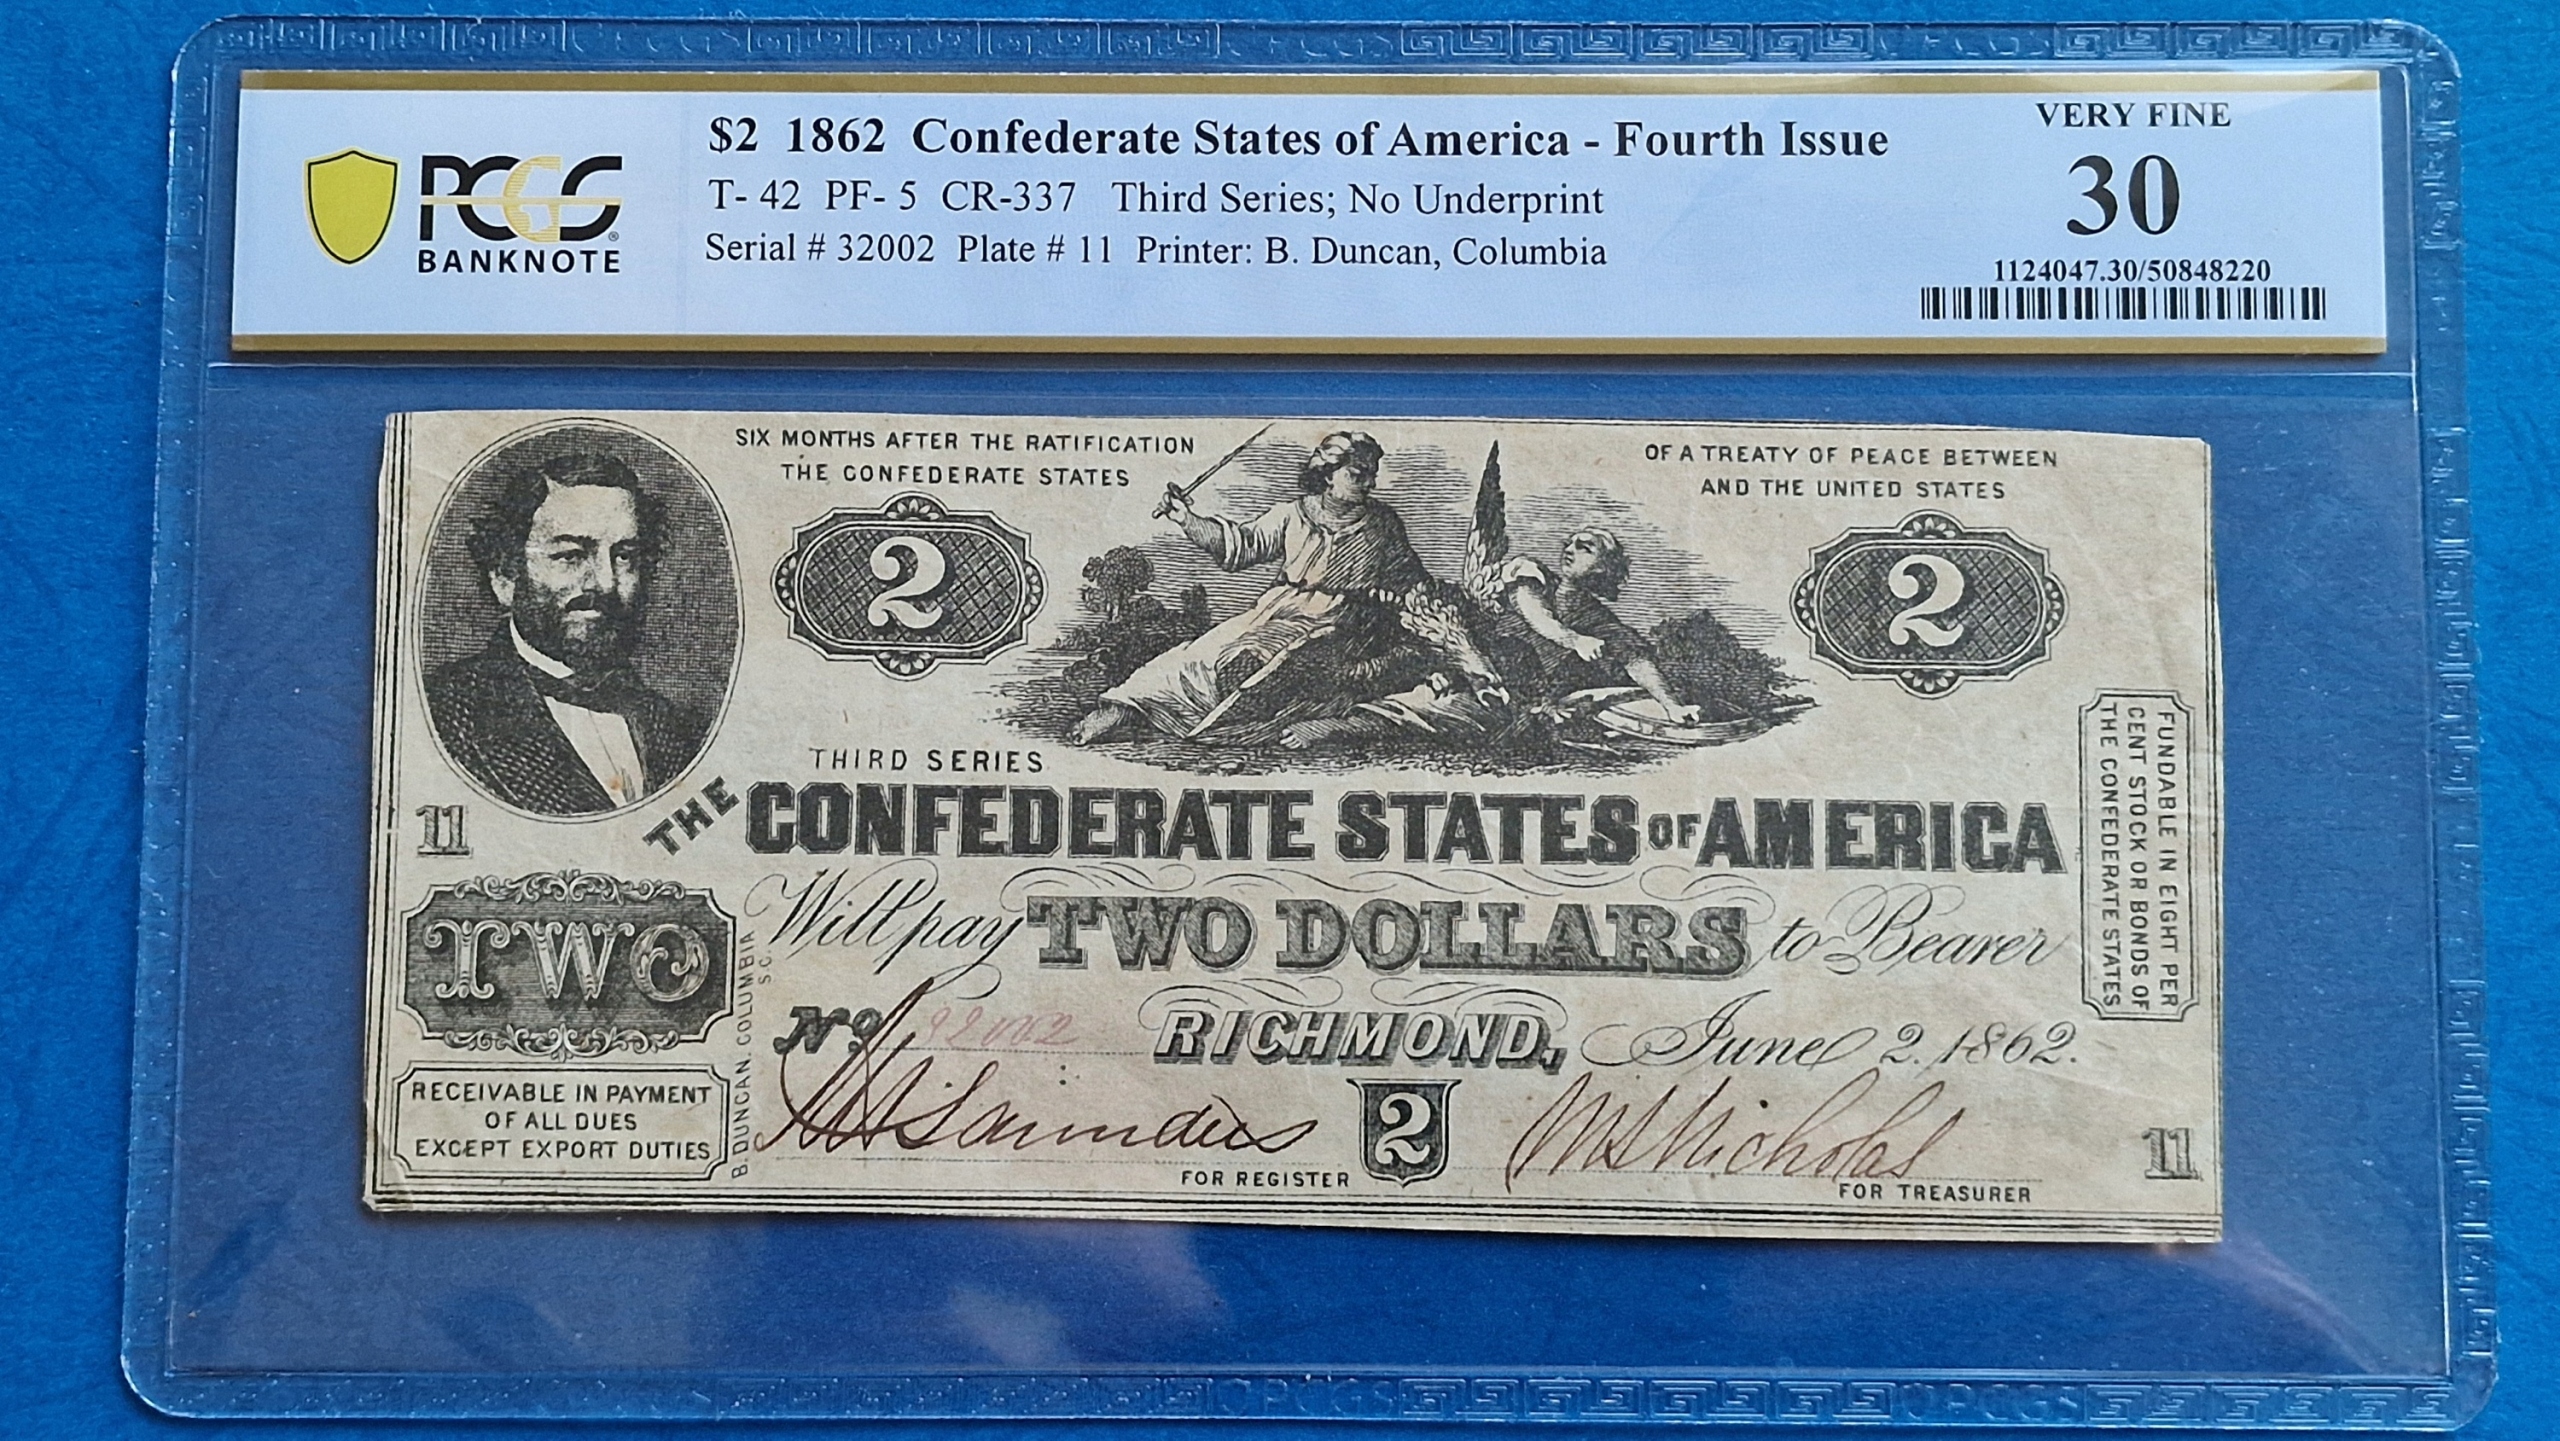 PCGS
BANKNOTE
$2 1862 Confederate States of America - Fourth Issue
T- 42 PF- 5 CR-337 Third Series; No Underprint
Serial # 32002 Plate # 11 Printer: B. Duncan, Columbia
VERY FINE
30
1124047.30/50848220
SIX MONTHS AFTER THE RATIFICATION
THE CONFEDERATE STATES
OF A TREATY OF PEACE BETWEEN
AND THE UNITED STATES
2
2
THIRD SERIES
11
THE CONFEDERATE STATES OF AMERICA
Will pay TWO DOLLARS to Bearer
TWO
FUNDABLE IN EIGHT PER
CENT STOCK OR BONDS OF
THE CONFEDERATE STATES
B. DUNCAN, COLUMBIA
S.C.
No.
RICHMOND, June 2. 1862.
RECEIVABLE IN PAYMENT
OF ALL DUES
EXCEPT EXPORT DUTIES
2
FOR REGISTER
FOR TREASURER
11